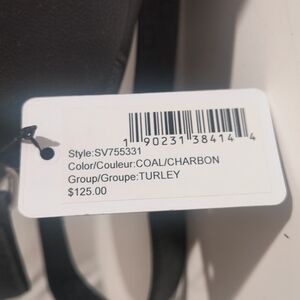 1 90231 38414 4
Style:SV755331
Color/Couleur:COAL/CHARBON
Group/Groupe:TURLEY
$125.00